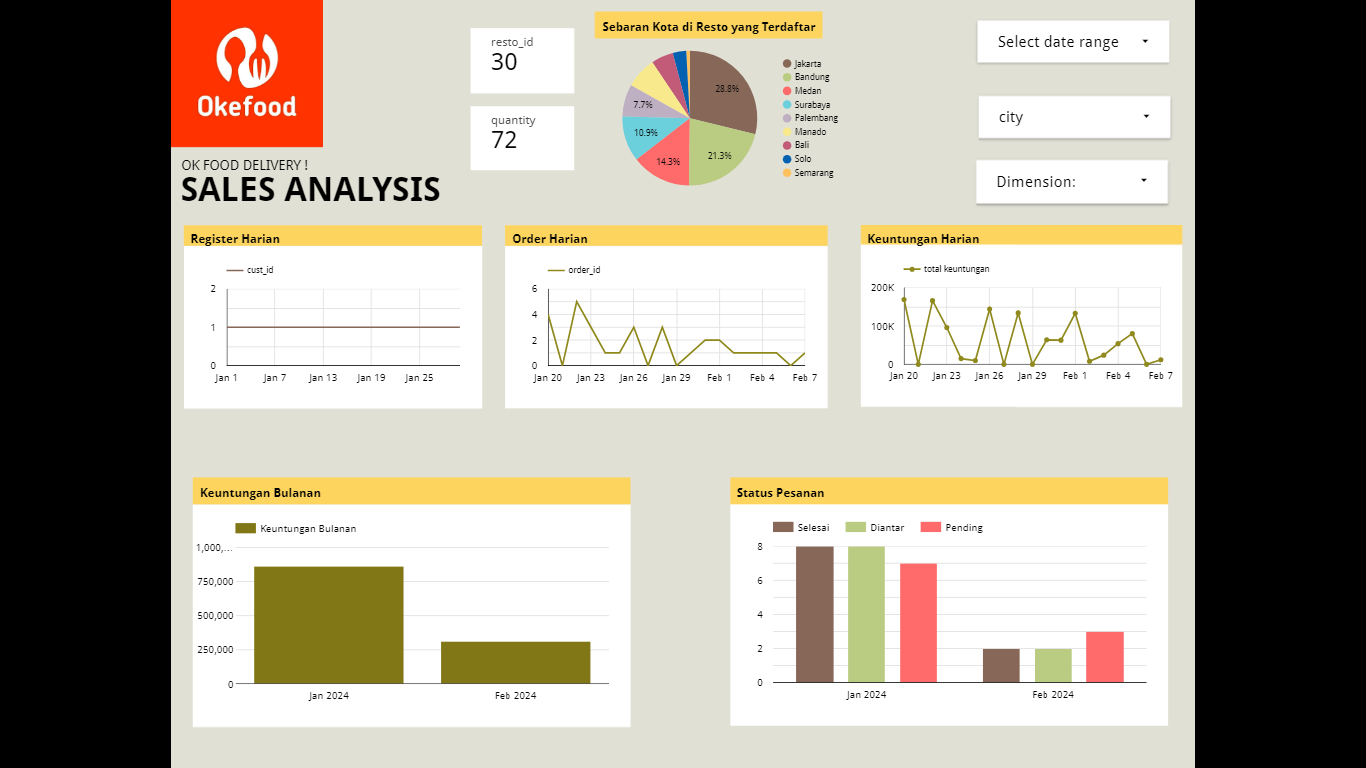 Okefood
OK FOOD DELIVERY !
SALES ANALYSIS
resto_id
30
quantity
72
Sebaran Kota di Resto yang Terdaftar
28.8%
21.3%
14.3%
10.9%
7.7%
Jakarta
Bandung
Medan
Surabaya
Palembang
Manado
Bali
Solo
Semarang
Select date range
city
Dimension:
Register Harian
cust_id
2
1
0
Jan 1 Jan 7 Jan 13 Jan 19 Jan 25
Order Harian
order_id
6
4
2
0
Jan 20 Jan 23 Jan 26 Jan 29 Feb 1 Feb 4 Feb 7
Keuntungan Harian
total keuntungan
200K
100K
0
Jan 20 Jan 23 Jan 26 Jan 29 Feb 1 Feb 4 Feb 7
Keuntungan Bulanan
Keuntungan Bulanan
1,000,...
750,000
500,000
250,000
0
Jan 2024 Feb 2024
Status Pesanan
Selesai Diantar Pending
8
6
4
2
0
Jan 2024 Feb 2024